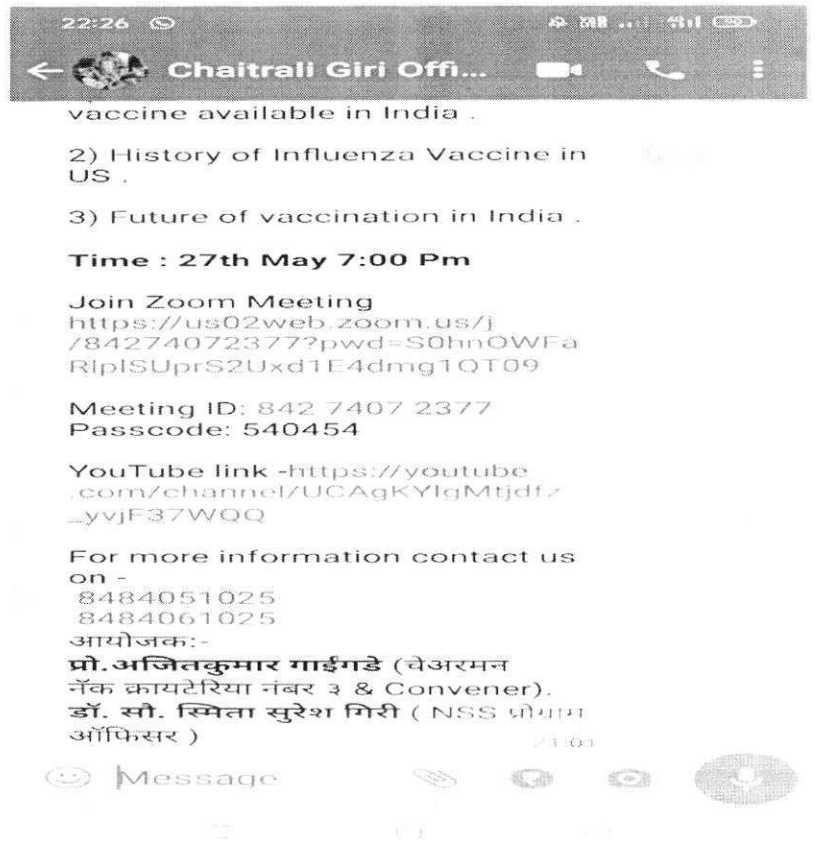 22:26
Chaitrali Giri Offi...
vaccine available in India .
2) History of Influenza Vaccine in
US .
3) Future of vaccination in India .
Time : 27th May 7:00 Pm
Join Zoom Meeting
https://us02web.zoom.us/j
/84274072377?pwd=S0hnOWFa
RlplSUprS2Uxd1E4dmg1QT09
Meeting ID: 842 7407 2377
Passcode: 540454
YouTube link -https://youtube
.com/channel/UCAgKYlgMtjdfz
_yvjF37WQQ
For more information contact us
on -
8484051025
8484061025
आयोजक:-
प्रो.अजितकुमार गाईगडे (चेअरमन
नॅक क्रायटेरिया नंबर ३ & Convener).
डॉ. सौ. स्मिता सुरेश गिरी ( NSS प्रोग्राम
ऑफिसर )
21:01
Message